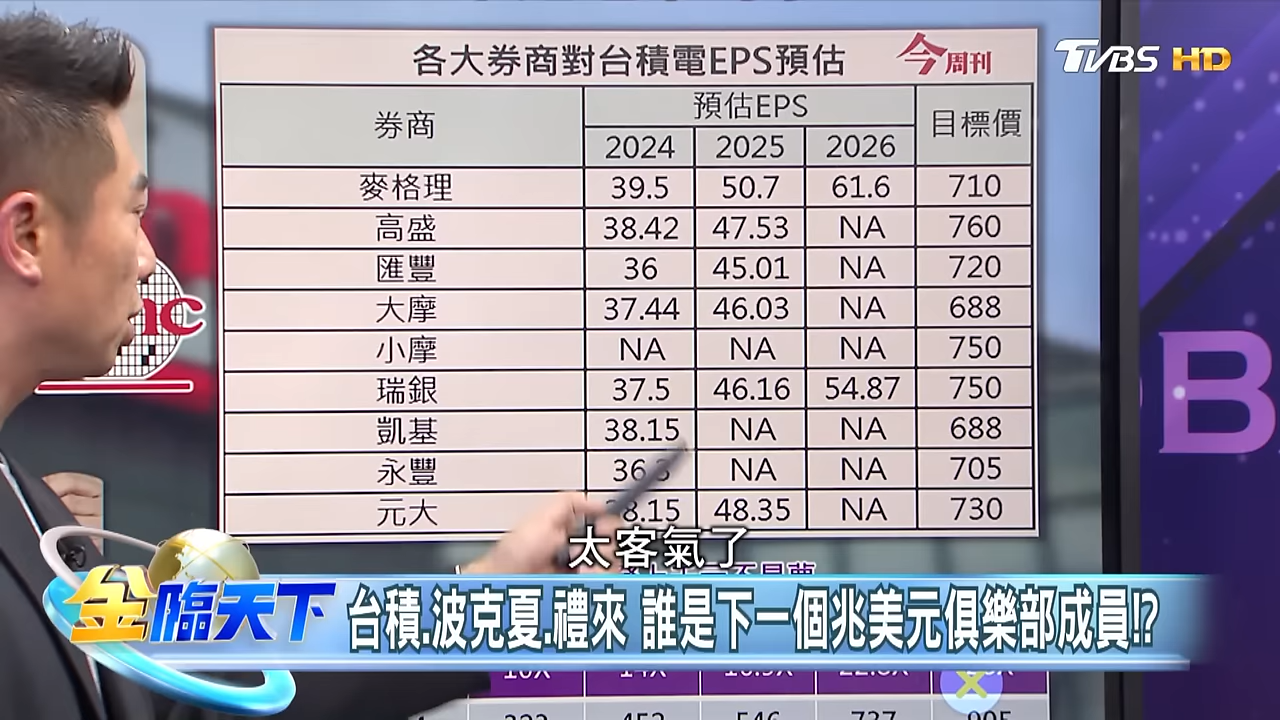 各大券商對台積電EPS預估
今周刊
TVBS HD
券商 預估EPS 目標價
2024 2025 2026
麥格理 39.5 50.7 61.6 710
高盛 38.42 47.53 NA 760
匯豐 36 45.01 NA 720
大摩 37.44 46.03 NA 688
小摩 NA NA NA 750
瑞銀 37.5 46.16 54.87 750
凱基 38.15 NA NA 688
永豐 36.3 NA NA 705
元大 38.15 48.35 NA 730
太客氣了
金臨天下
台積.波克夏.禮來 誰是下一個兆美元俱樂部成員!?
B